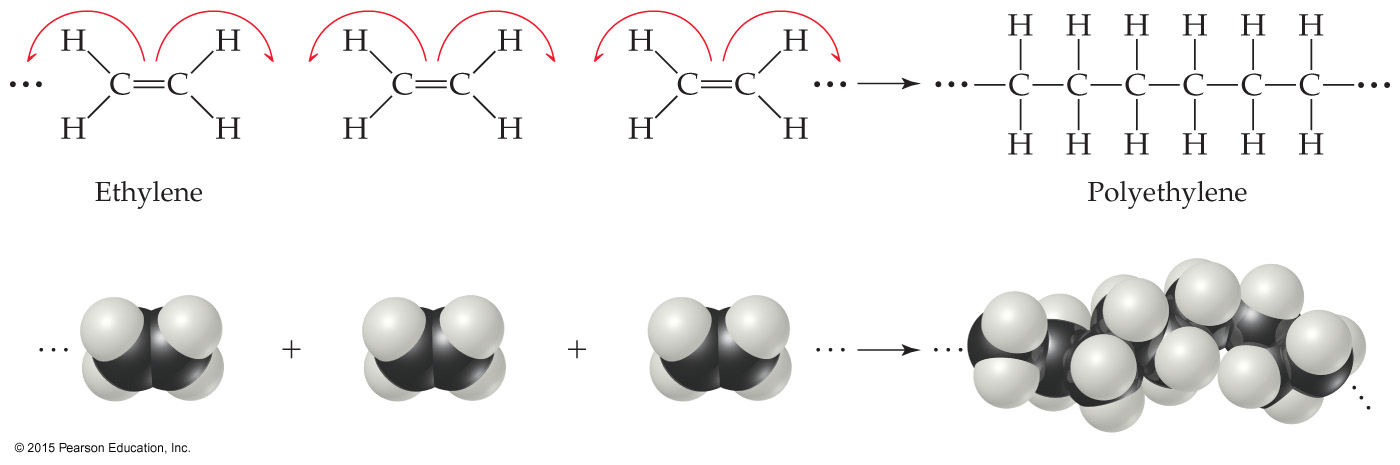 H H H H H H H H H H H H
... C=C C=C C=C ... → ...—C—C—C—C—C—C—...
H H H H H H H H H H H H
Ethylene Polyethylene
... + + ... → ... ...
© 2015 Pearson Education, Inc.